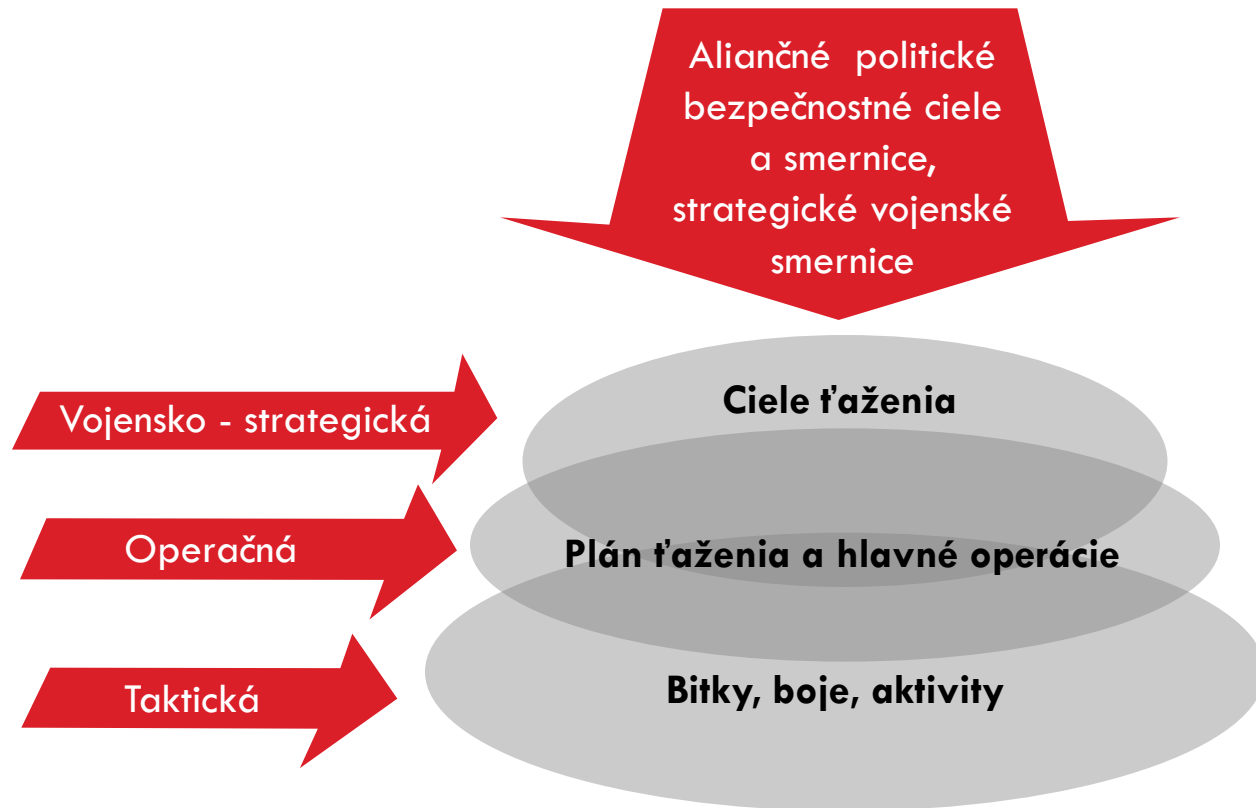 Aliančné politické
bezpečnostné ciele
a smernice,
strategické vojenské
smernice
Vojensko - strategická
Ciele ťaženia
Operačná
Plán ťaženia a hlavné operácie
Taktická
Bitky, boje, aktivity